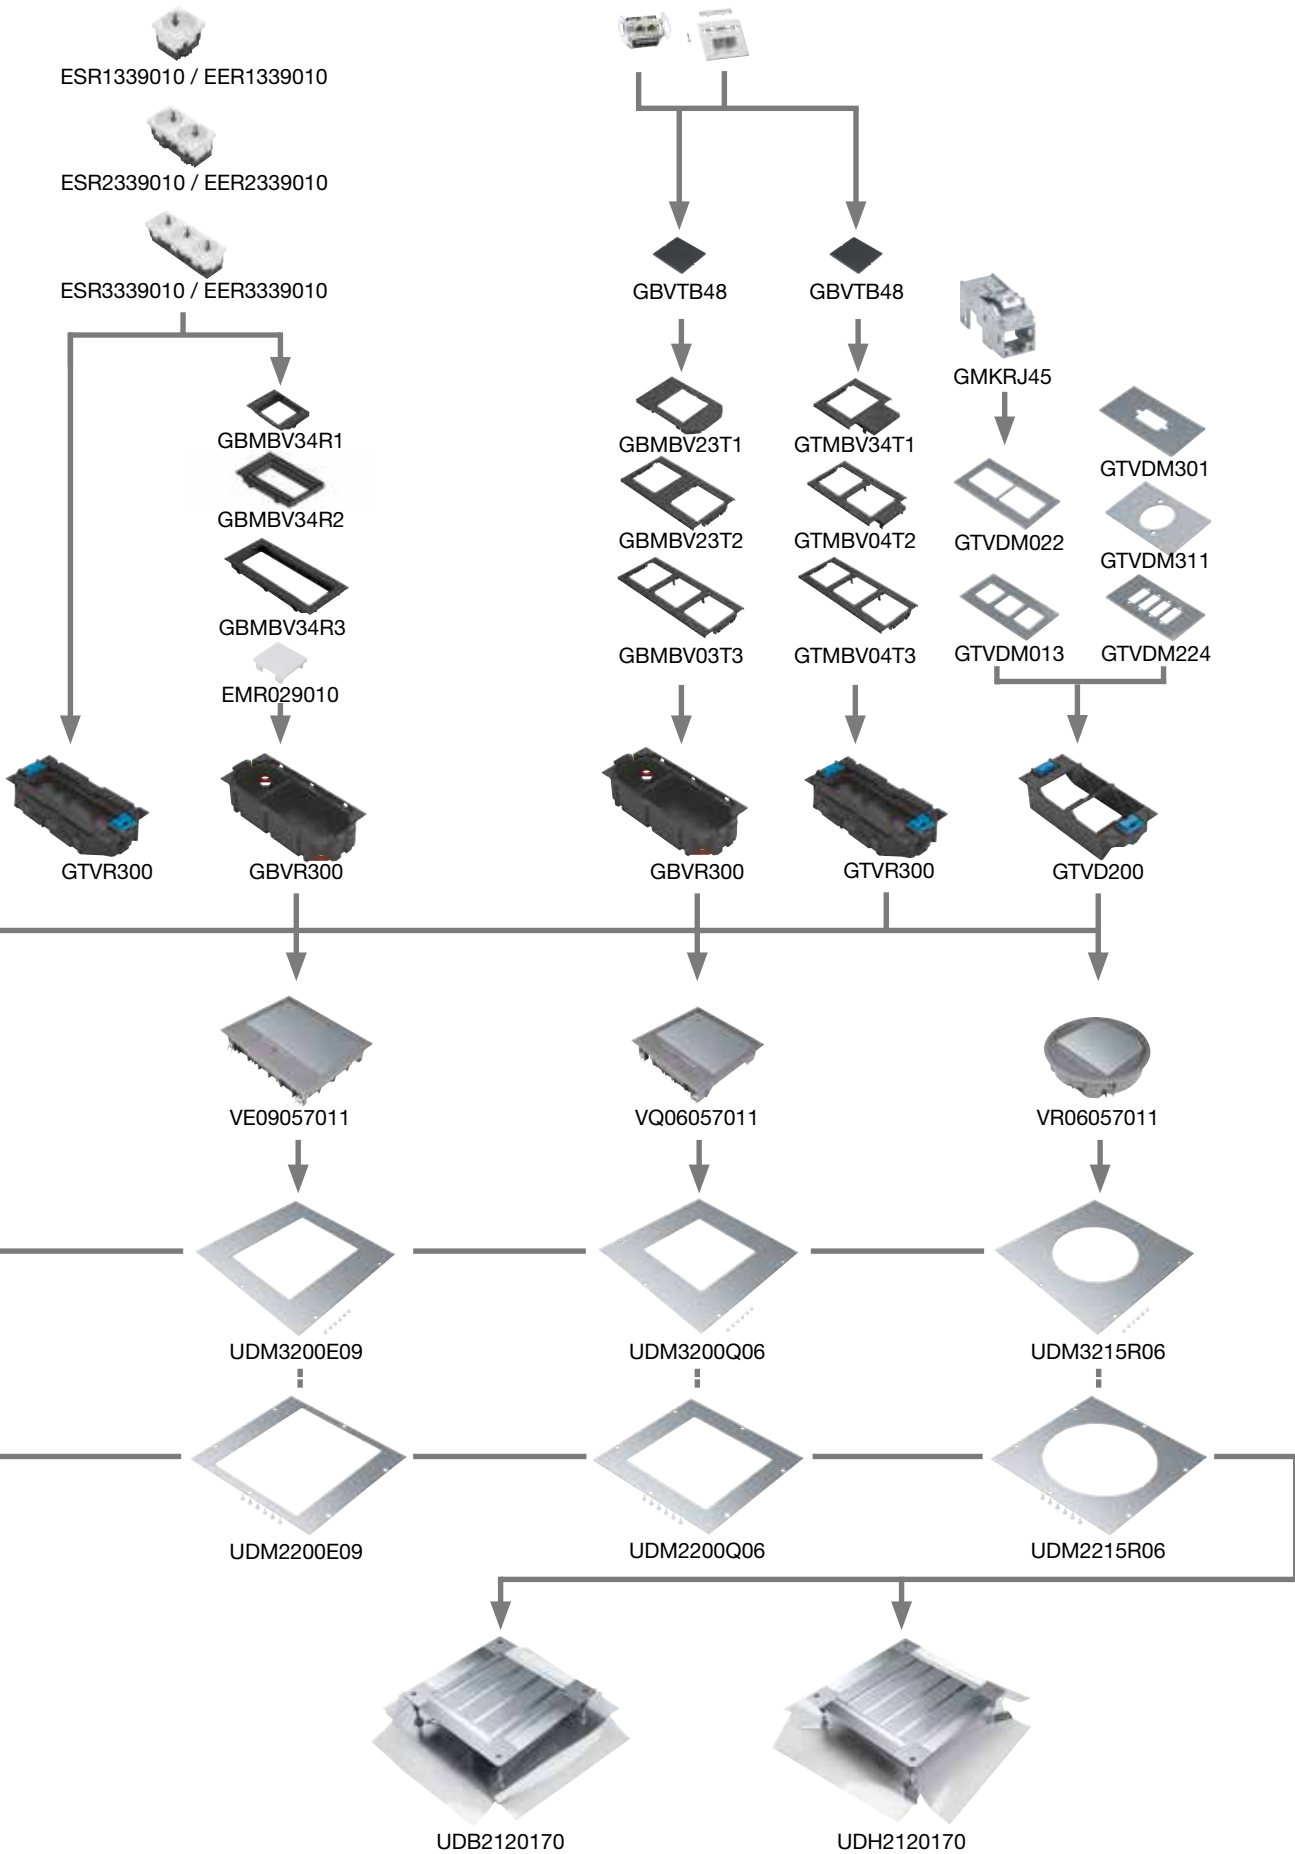 ESR1339010 / EER1339010
ESR2339010 / EER2339010
ESR3339010 / EER3339010
GBVTB48
GBVTB48
GMKRJ45
GBMBV34R1
GBMBV23T1
GTMBV34T1
GTVDM301
GBMBV34R2
GBMBV23T2
GTMBV04T2
GTVDM022
GTVDM311
GBMBV34R3
GBMBV03T3
GTMBV04T3
GTVDM013
GTVDM224
EMR029010
GTVR300
GBVR300
GBVR300
GTVR300
GTVD200
VE09057011
VQ06057011
VR06057011
UDM3200E09
UDM3200Q06
UDM3215R06
UDM2200E09
UDM2200Q06
UDM2215R06
UDB2120170
UDH2120170